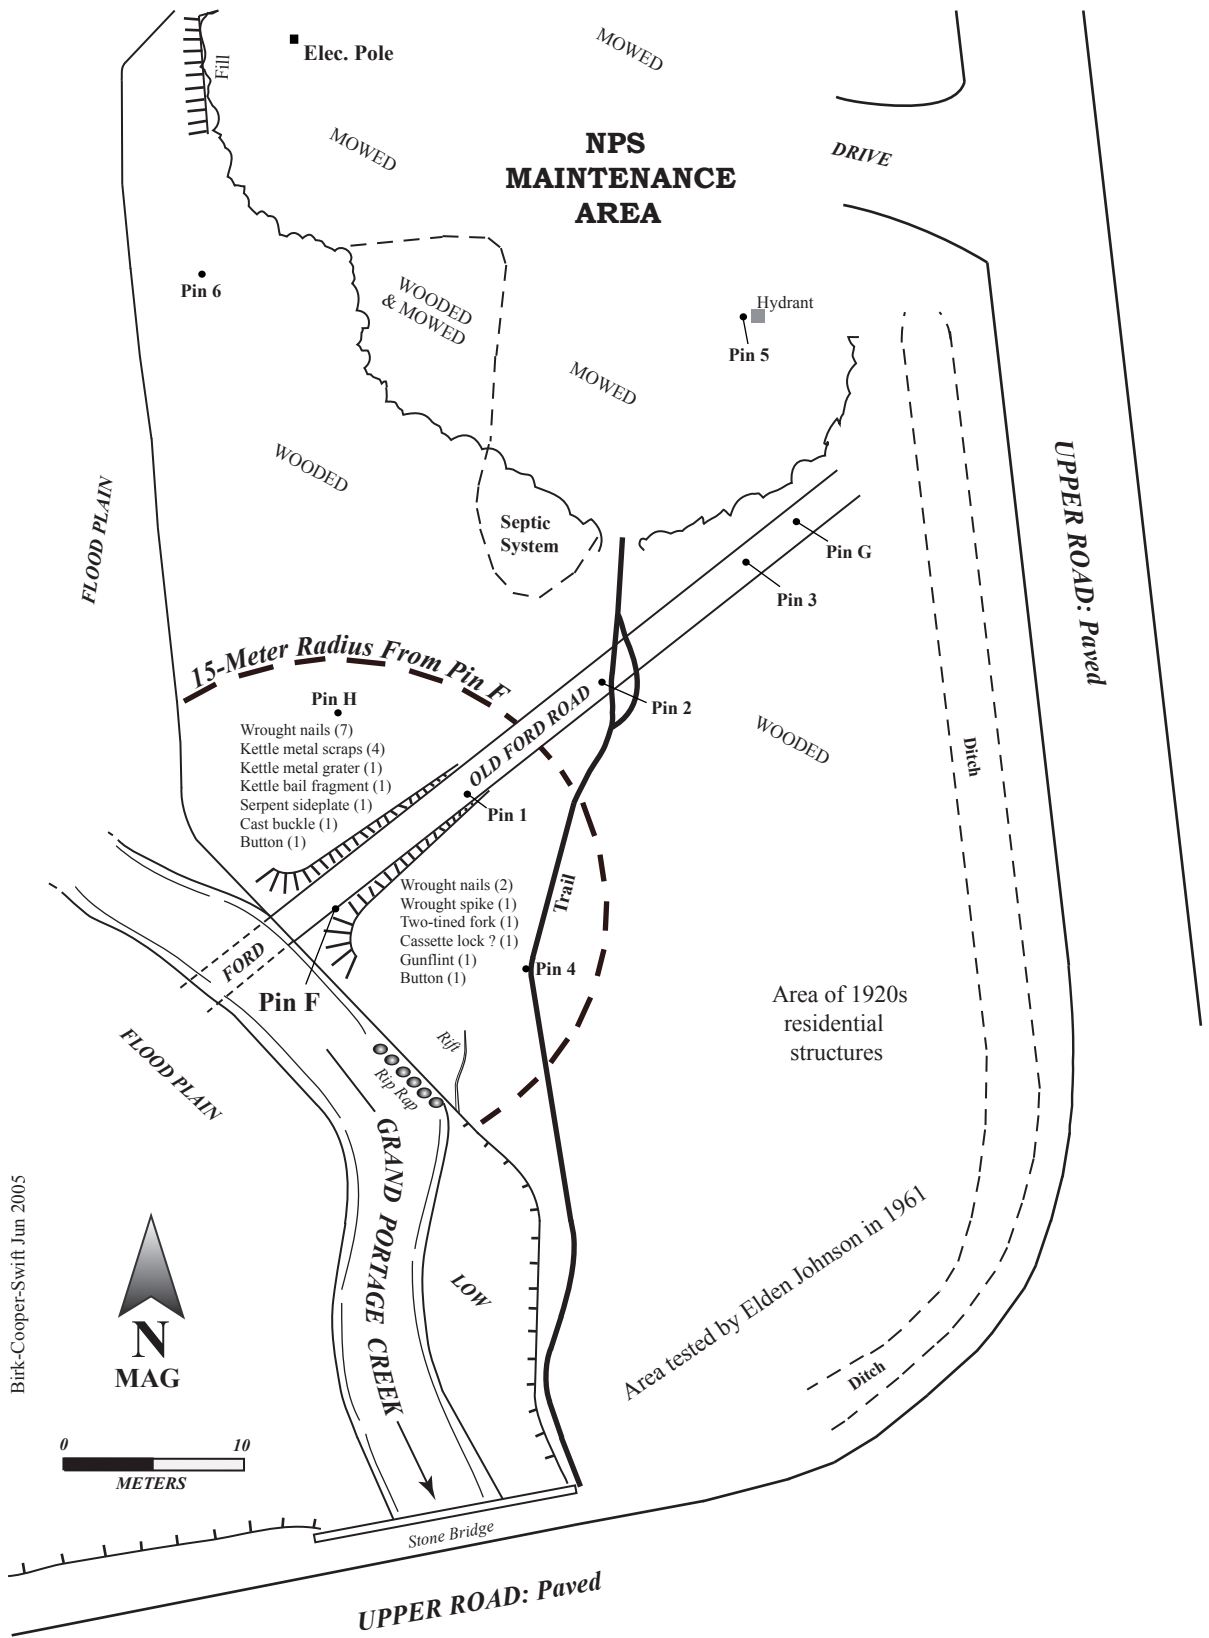 MOWED
Elec. Pole
Fill
MOWED
NPS
MAINTENANCE
AREA
DRIVE
Pin 6
WOODED
& MOWED
Hydrant
Pin 5
MOWED
WOODED
FLOOD PLAIN
UPPER ROAD: Paved
Septic
System
Pin G
Pin 3
15-Meter Radius From Pin F
Pin H
Wrought nails (7)
Kettle metal scraps (4)
Kettle metal grater (1)
Kettle bail fragment (1)
Serpent sideplate (1)
Cast buckle (1)
Button (1)
OLD FORD ROAD
Pin 2
WOODED
Ditch
Pin 1
Wrought nails (2)
Wrought spike (1)
Two-tined fork (1)
Cassette lock ? (1)
Gunflint (1)
Button (1)
Trail
FORD
Pin F
Pin 4
Area of 1920s
residential
structures
FLOOD PLAIN
Rift
Rip Rap
GRAND PORTAGE CREEK
LOW
Area tested by Elden Johnson in 1961
Ditch
Birk-Cooper-Swift Jun 2005
N
MAG
0 10
METERS
Stone Bridge
UPPER ROAD: Paved